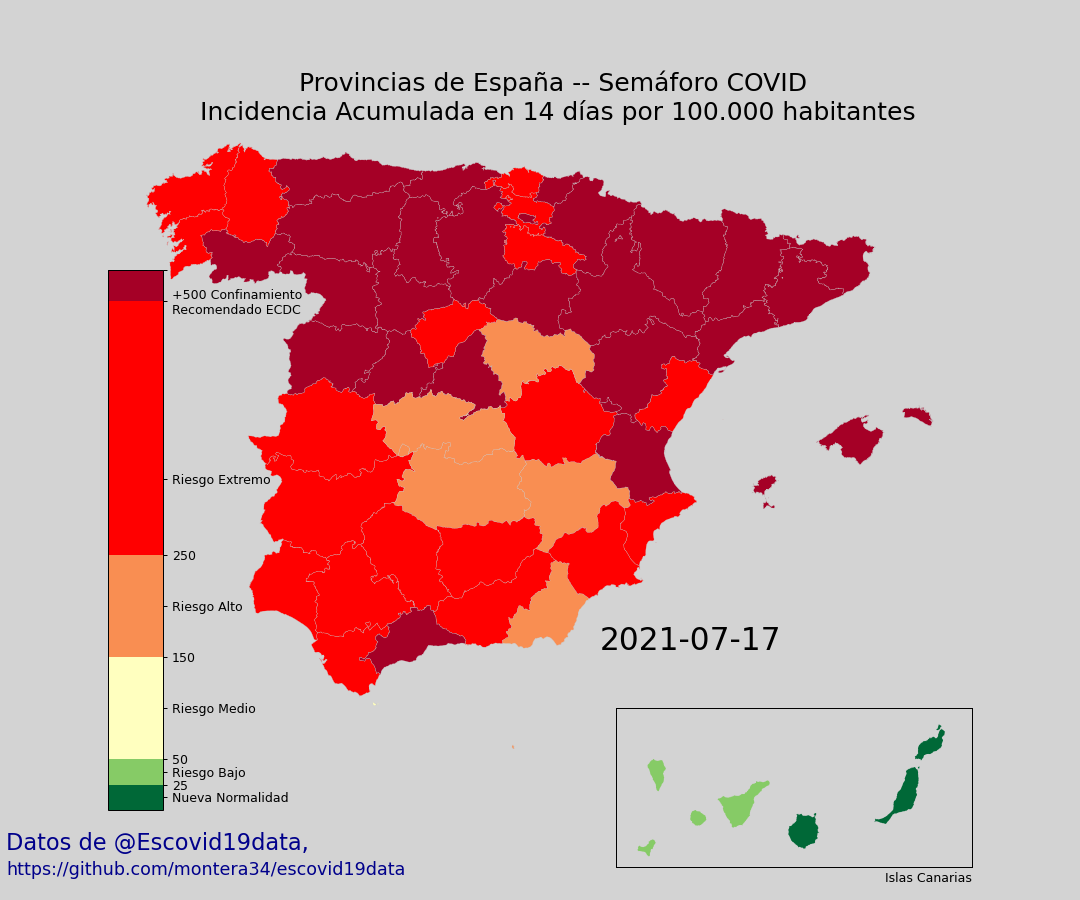 Provincias de España -- Semáforo COVID
Incidencia Acumulada en 14 días por 100.000 habitantes
+500 Confinamiento
Recomendado ECDC
Riesgo Extremo
250
Riesgo Alto
150
Riesgo Medio
50
Riesgo Bajo
25
Nueva Normalidad
2021-07-17
Islas Canarias
Datos de @Escovid19data,
https://github.com/montera34/escovid19data